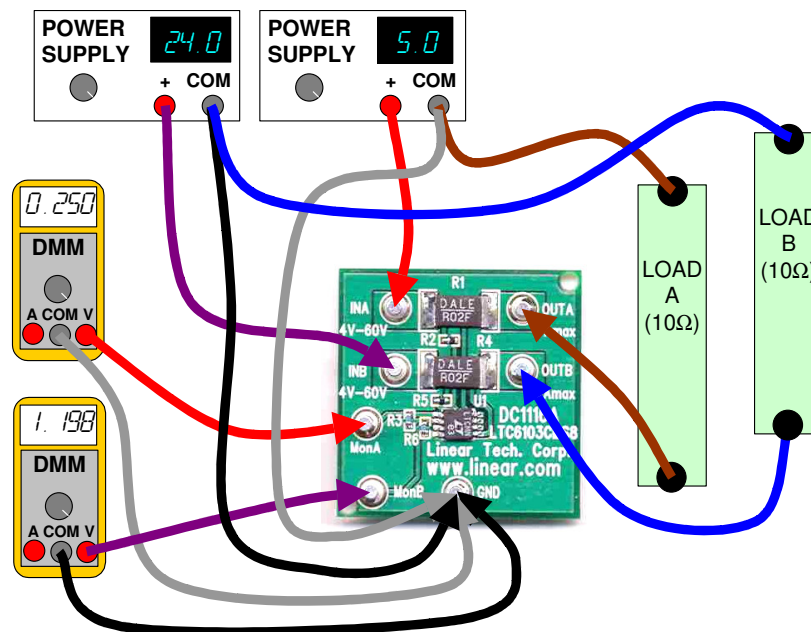 POWER
SUPPLY
24.0
+ COM
POWER
SUPPLY
5.0
+ COM
0.250
DMM
A COM V
1.198
DMM
A COM V
R1
INA
DALE
R02F
OUTA
4V-60V
R2
R4
INB
DALE
R02F
OUTB
4V-60V
R5
U1
R3
R6
MonA
LTC6103C
Linear Tech. Corp.
www.linear.com
MonB
GND
LOAD
A
(10Ω)
LOAD
B
(10Ω)